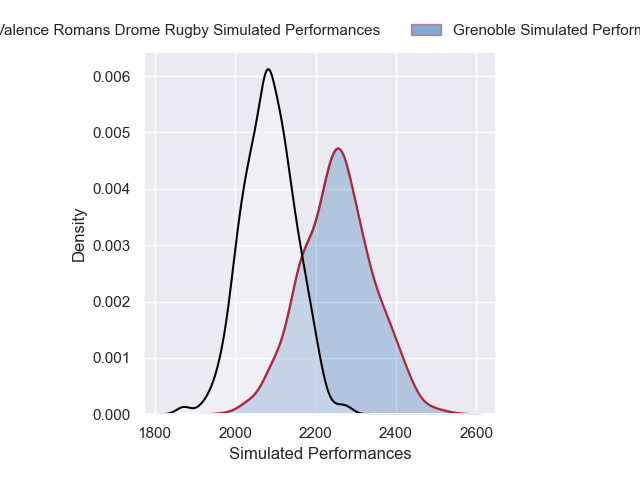 Valence Romans Drome Rugby Simulated Performances
Grenoble Simulated
0.006
0.005
0.004
0.003
0.002
0.001
0.000
Density
1800 2000 2200 2400 2600
Simulated Performances